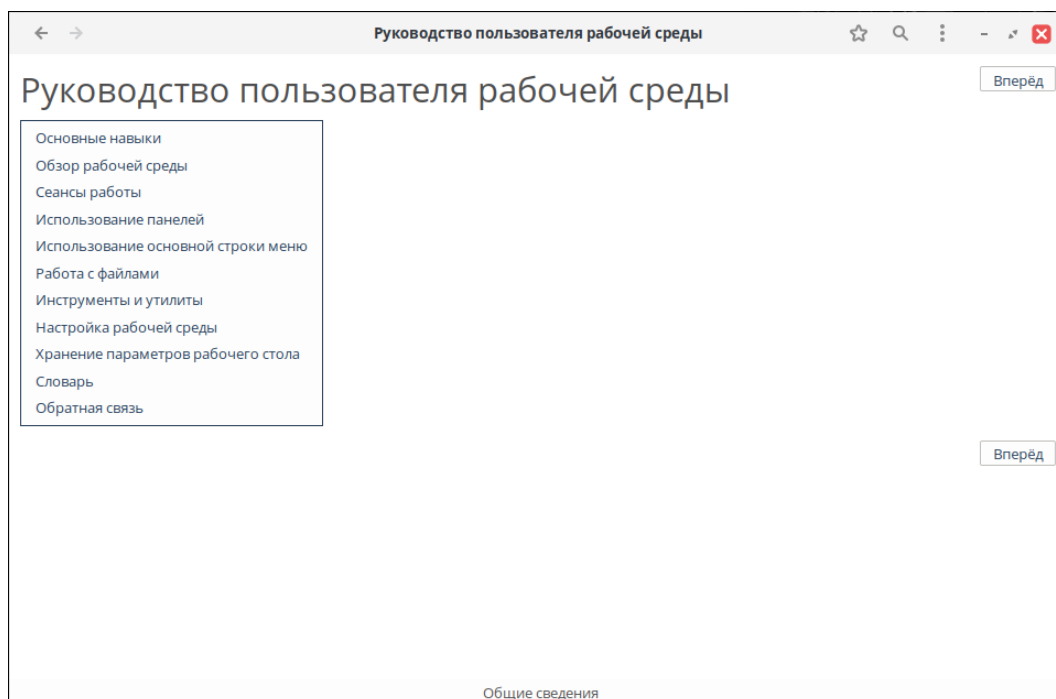 Руководство пользователя рабочей среды
Руководство пользователя рабочей среды
Вперёд
Основные навыки
Обзор рабочей среды
Сеансы работы
Использование панелей
Использование основной строки меню
Работа с файлами
Инструменты и утилиты
Настройка рабочей среды
Хранение параметров рабочего стола
Словарь
Обратная связь
Вперёд
Общие сведения